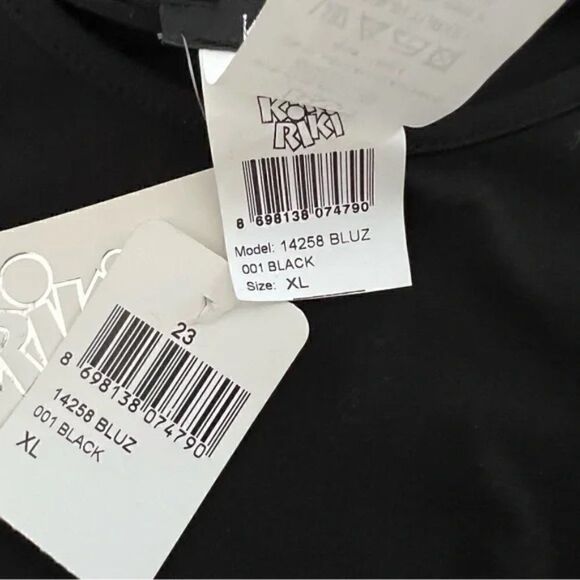 RIKI
8 698138 074790
Model: 14258 BLUZ
001 BLACK
Size: XL
RIKI
23
8 698138 074790
14258 BLUZ
001 BLACK
XL